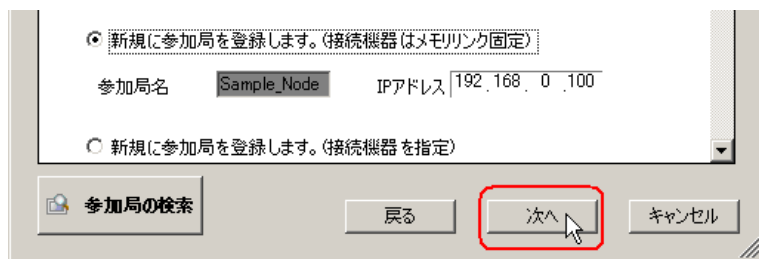 新規に参加局を登録します。(接続機器はメモリリンク固定)
参加局名 Sample_Node IPアドレス 192 .168 . 0 .100
新規に参加局を登録します。(接続機器を指定)
参加局の検索 戻る 次へ キャンセル